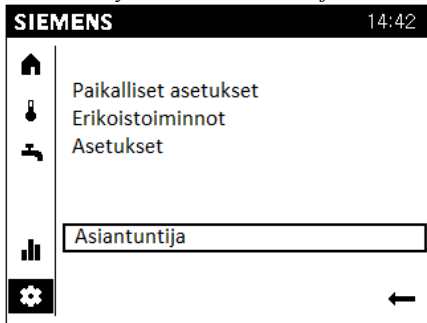 SIEMENS 14:42
Paikalliset asetukset
Erikoistoiminnot
Asetukset
Asiantuntija